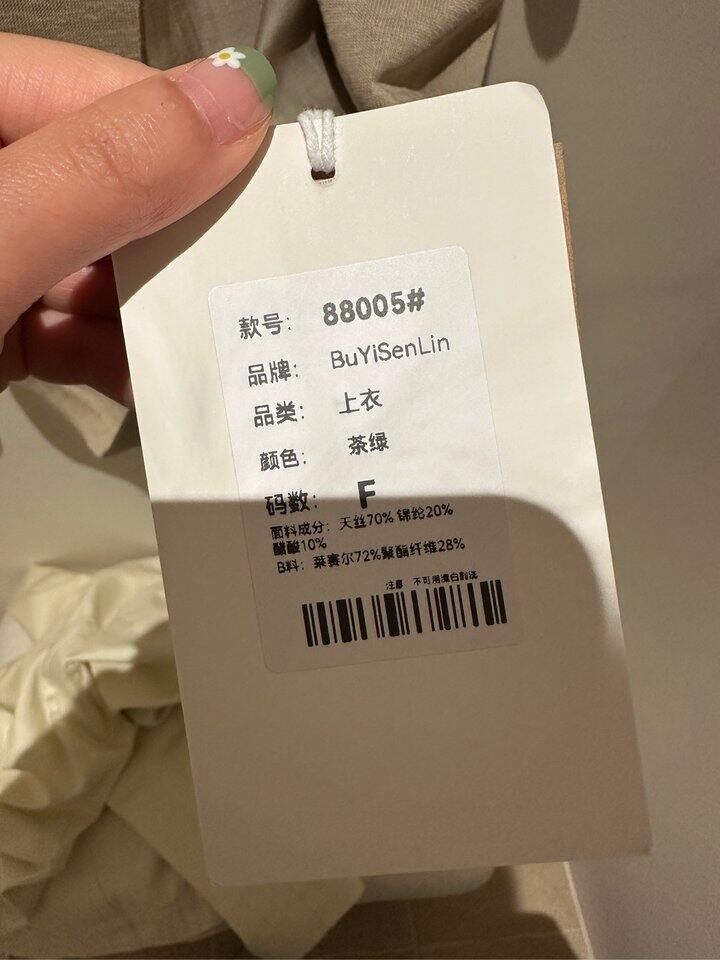 款号： 88005#
品牌： BuYiSenLin
品类： 上衣
颜色： 茶绿
码数： F
面料成分：天丝70% 锦纶20%
醋酸10%
B料：莱赛尔72%聚酯纤维28%
注意 不可用漂白剂洗